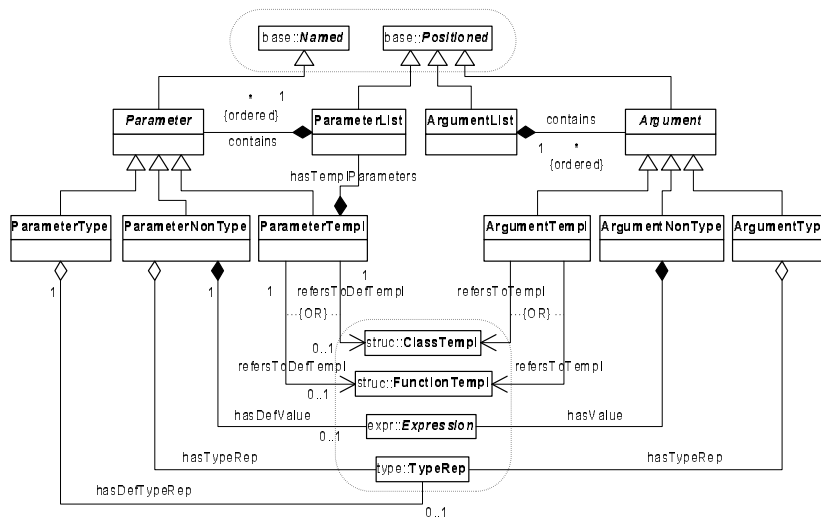 base::Named base::Positioned
* 1
{ordered}
contains
Parameter ParameterList ArgumentList Argument
contains
1 *
{ordered}
hasTemplParameters
ParameterType ParameterNonType ParameterTempl ArgumentTempl ArgumentNonType ArgumentTyp
1 1 1 1
refersToDefTempl refersToTempl
{OR} {OR}
0..1 struc::ClassTempl
refersToDefTempl refersToTempl
0..1 struc::FunctionTempl
hasDefValue hasValue
0..1 expr::Expression
hasTypeRep hasTypeRep
type::TypeRep
hasDefTypeRep
0..1